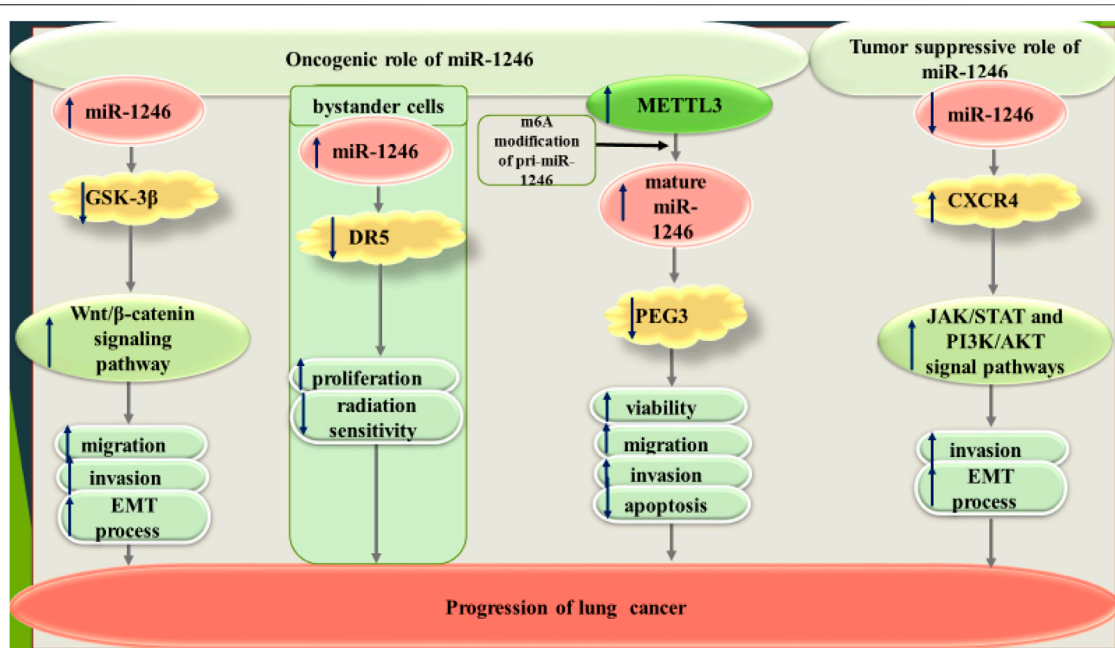 Oncogenic role of miR-1246
Tumor suppressive role of
miR-1246
miR-1246
GSK-3β
Wnt/β-catenin
signaling
pathway
migration
invasion
EMT
process
bystander cells
miR-1246
DR5
proliferation
radiation
sensitivity
METTL3
m6A
modification
of pri-miR-
1246
mature
miR-
1246
PEG3
viability
migration
invasion
apoptosis
miR-1246
CXCR4
JAK/STAT and
PI3K/AKT
signal pathways
invasion
EMT
process
Progression of lung cancer